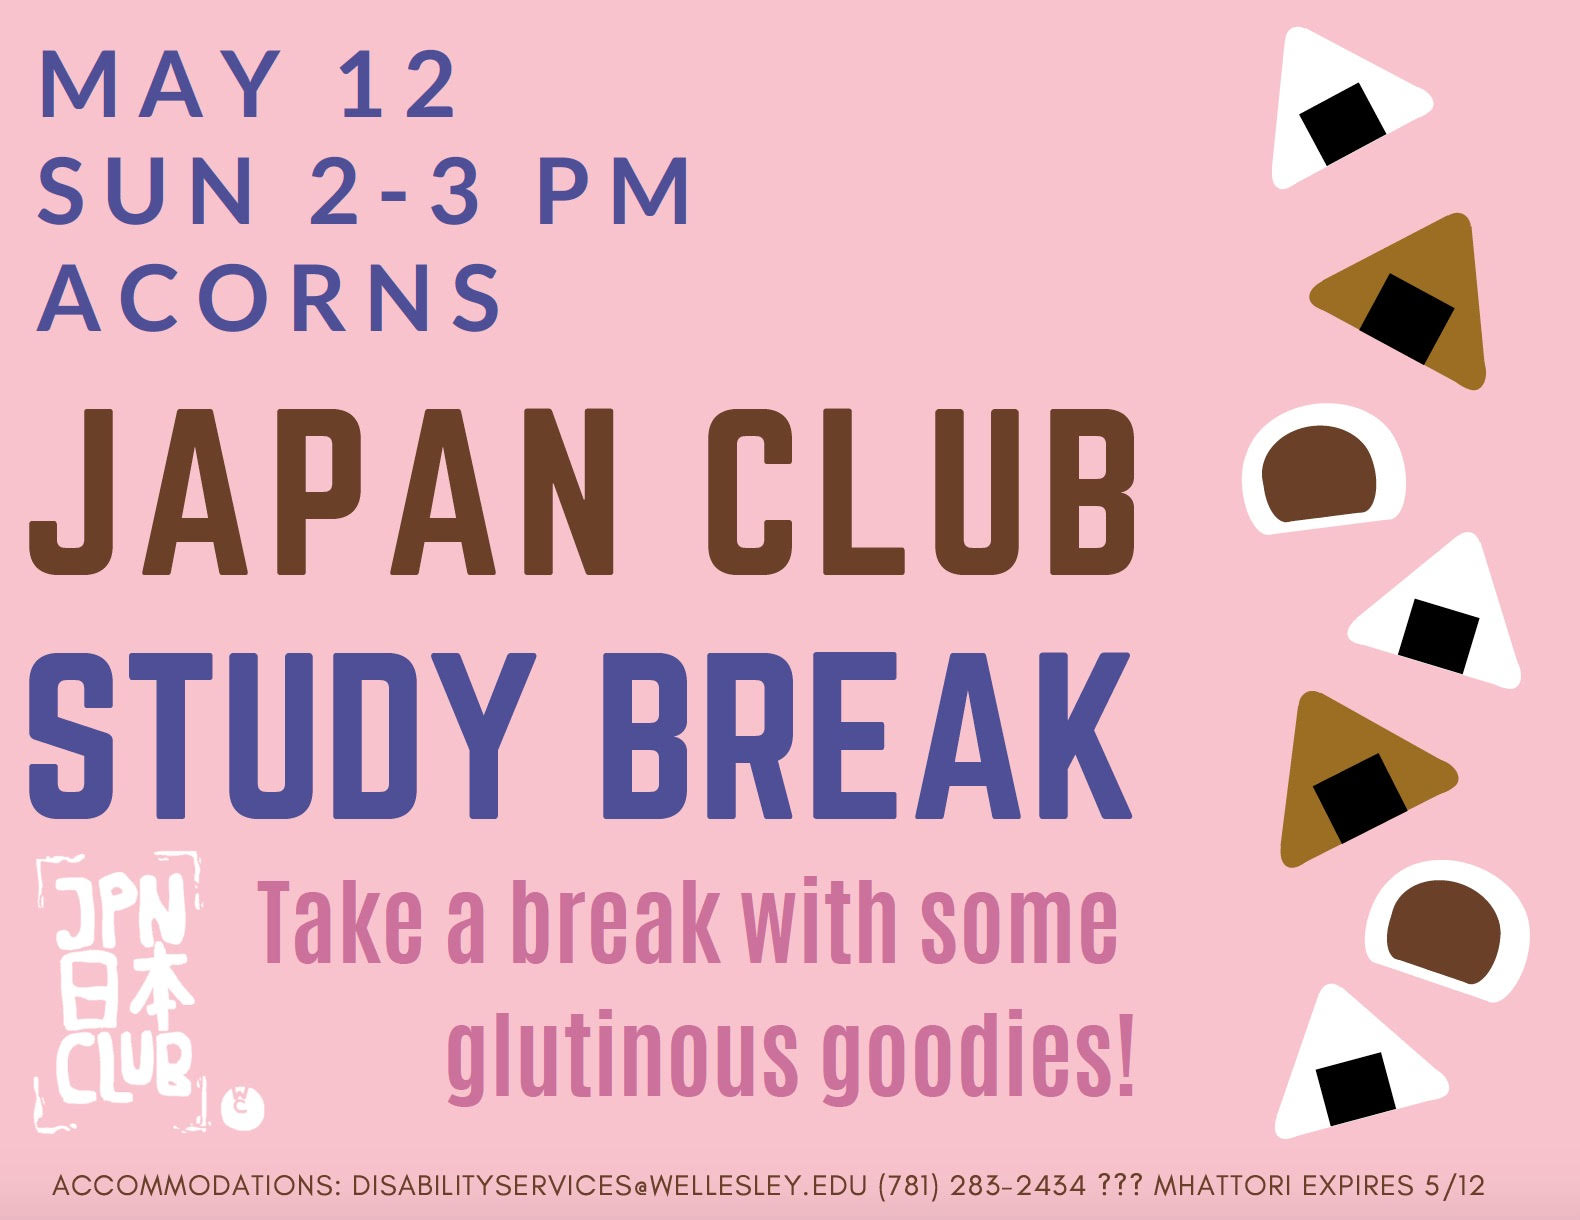 MAY 12
SUN 2-3 PM
ACORNS
JAPAN CLUB
STUDY BREAK
JPN
日本
CLUB
WC
Take a break with some
glutinous goodies!
ACCOMMODATIONS: DISABILITYSERVICES@WELLESLEY.EDU (781) 283-2434 ??? MHATTORI EXPIRES 5/12